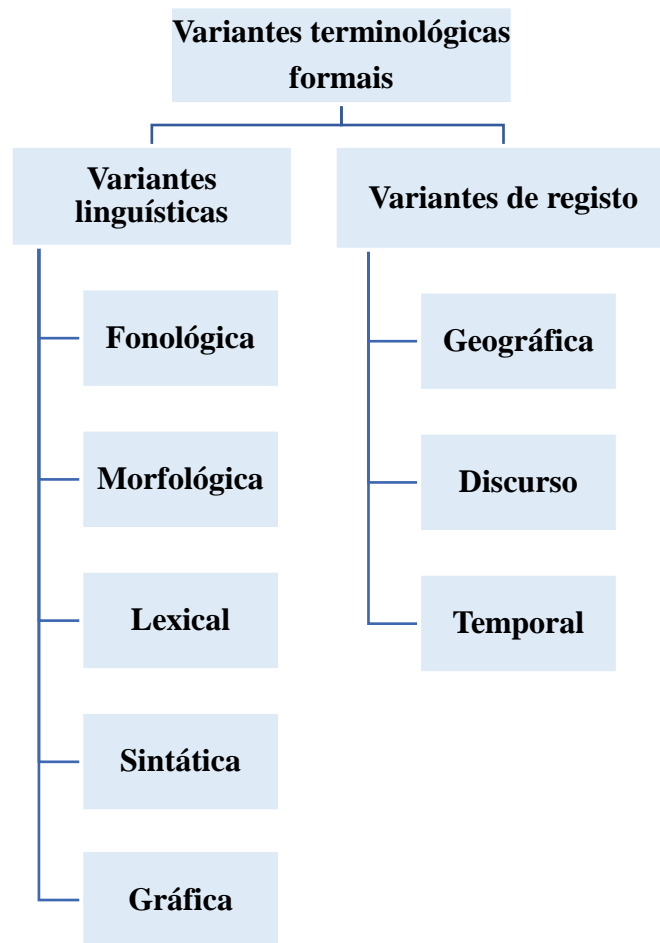 Variantes terminológicas
formais
Variantes
linguísticas
Fonológica
Morfológica
Lexical
Sintática
Gráfica
Variantes de registo
Geográfica
Discurso
Temporal